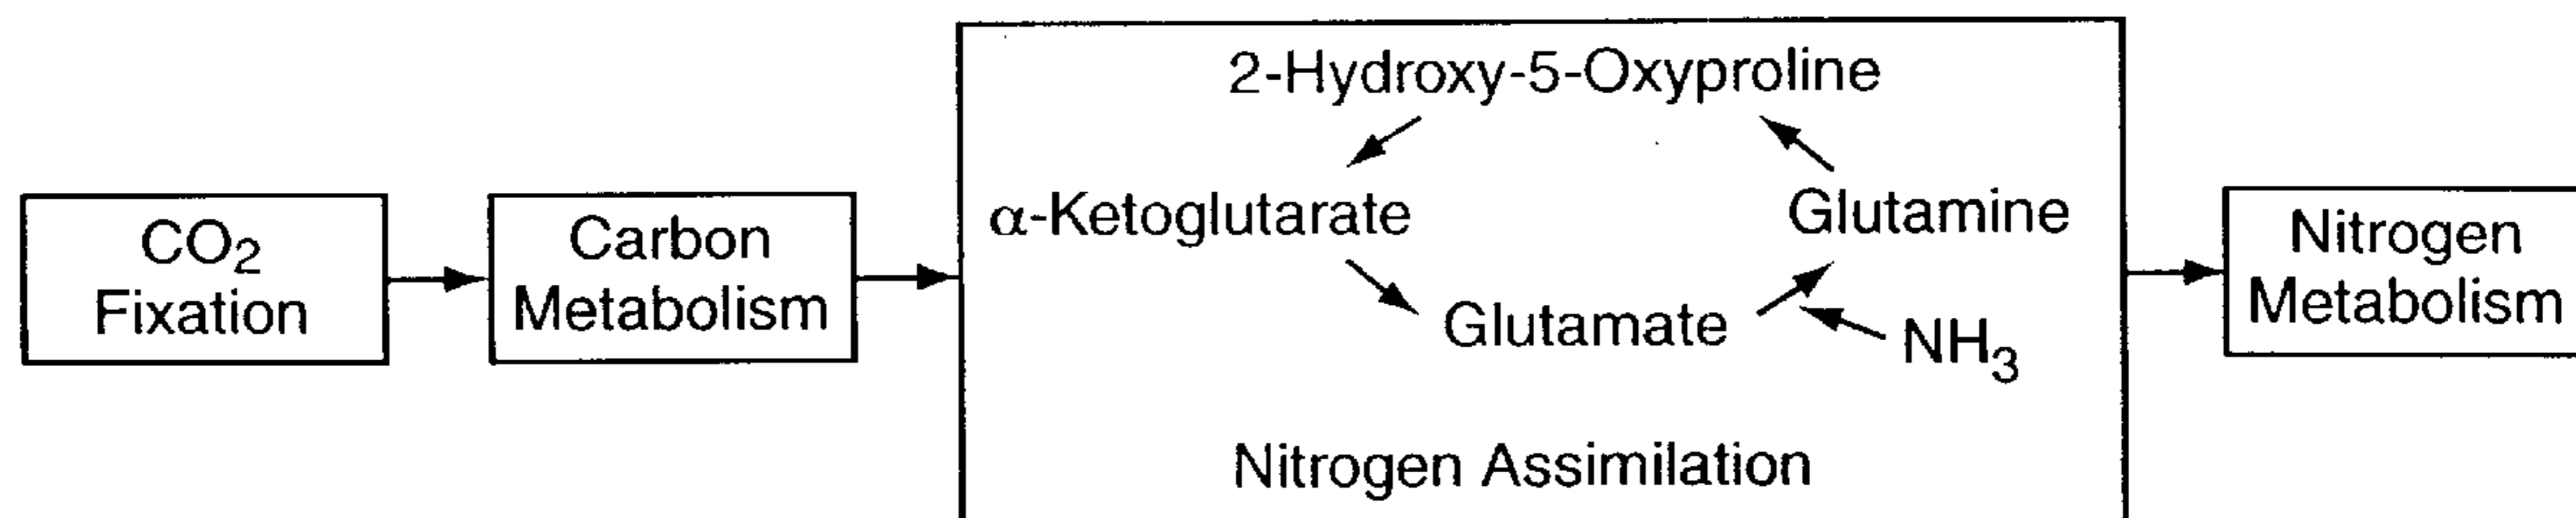 CO2
Fixation
Carbon
Metabolism
2-Hydroxy-5-Oxyproline
α-Ketoglutarate
Glutamine
Glutamate
NH3
Nitrogen Assimilation
Nitrogen
Metabolism